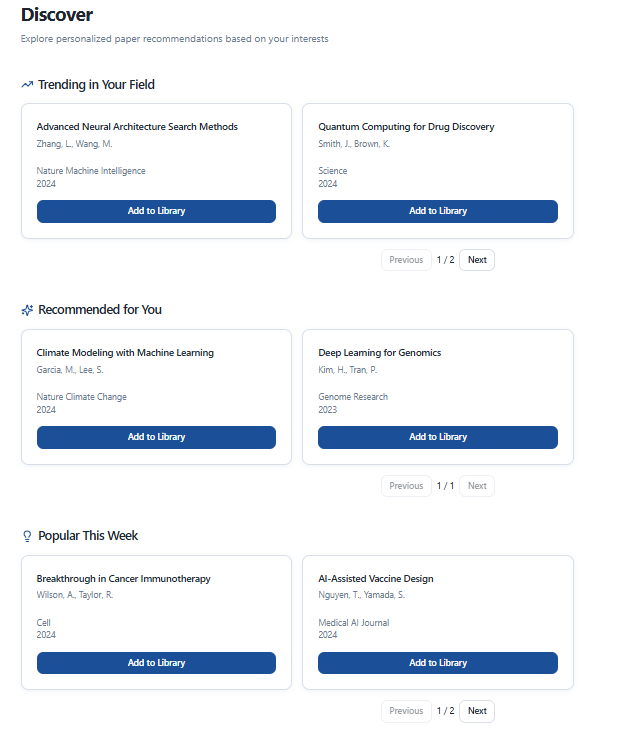 Discover
Explore personalized paper recommendations based on your interests
Trending in Your Field
Advanced Neural Architecture Search Methods
Zhang, L., Wang, M.
Nature Machine Intelligence
2024
Add to Library
Quantum Computing for Drug Discovery
Smith, J., Brown, K.
Science
2024
Add to Library
Previous 1 / 2 Next
Recommended for You
Climate Modeling with Machine Learning
Garcia, M., Lee, S.
Nature Climate Change
2024
Add to Library
Deep Learning for Genomics
Kim, H., Tran, P.
Genome Research
2023
Add to Library
Previous 1 / 1 Next
Popular This Week
Breakthrough in Cancer Immunotherapy
Wilson, A., Taylor, R.
Cell
2024
Add to Library
AI-Assisted Vaccine Design
Nguyen, T., Yamada, S.
Medical AI Journal
2024
Add to Library
Previous 1 / 2 Next